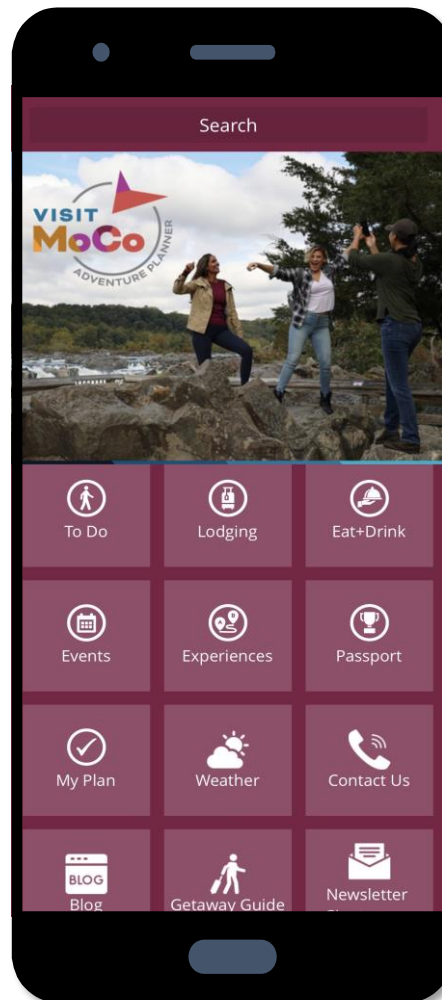 Search
VISIT
MoCo
ADVENTURE PLANNER
To Do
Lodging
Eat+Drink
Events
Experiences
Passport
My Plan
Weather
Contact Us
BLOG
Blog
Getaway Guide
Newsletter